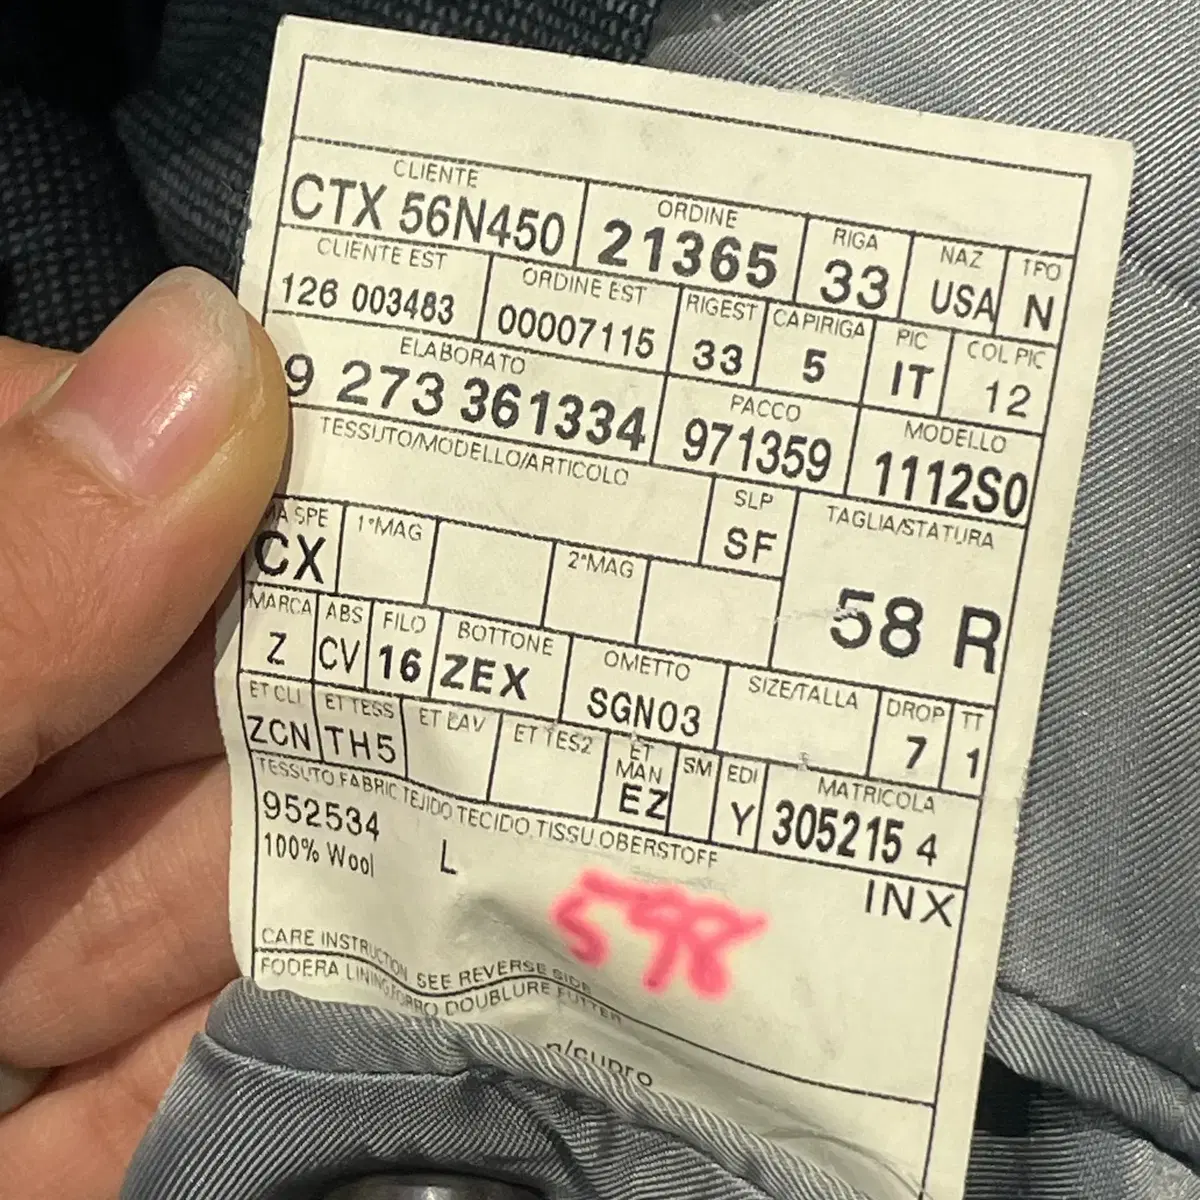 CLIENTE ORDINE RIGA NAZ TPO
CTX 56N450 21365 33 USA N
CLIENTE EST ORDINE EST RIGEST CAPIRIGA PIC COL PIC
126 003483 00007115 33 5 IT 12
ELABORATO PACCO MODELLO
9 273 361334 971359 1112S0
TESSUTO/MODELLO/ARTICOLO SLP TAGLIA/STATURA
SF 58 R
MA SPE 1°MAG 2°MAG
CX
MARCA ABS FILO BOTTONE OMETTO SIZE/TALLA DROP TT
Z CV 16 ZEX SGN03 7 1
ET CLI ET TESS ET LAV ET TES2 ET MAN SM EDI MATRICOLA
ZCN TH5 EZ Y 305215 4
TESSUTO FABRIC TEJIDO TECIDO TISSU OBERSTOFF
952534 INX
100% Wool L
598
CARE INSTRUCTION SEE REVERSE SIDE
FODERA LINING FORRO DOUBLURE FUTTER